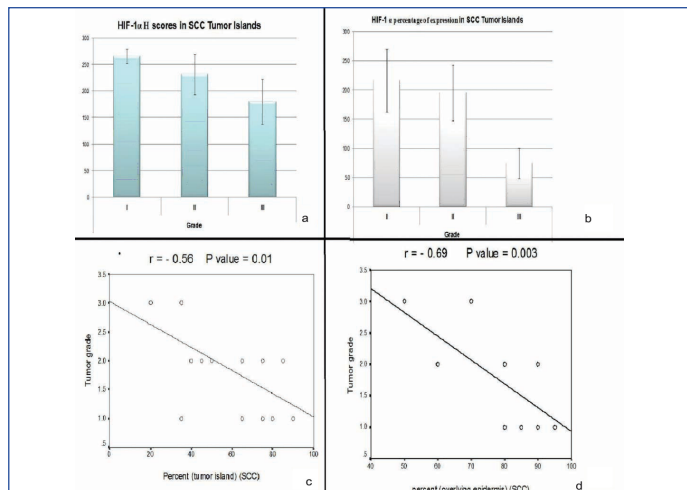 HIF-1α H scores in SCC Tumor Islands
300
250
200
150
100
50
0
I
II
III
Grade
a
HIF-1 α percentage of expression in SCC Tumor Islands
300
250
200
150
100
50
0
I
II
III
Grade
b
r = - 0.56 P value = 0.01
Tumor grade
3.5
3.0
2.5
2.0
1.5
1.0
.5
0
20
40
60
80
100
Percent (tumor island) (SCC)
c
r = - 0.69 P value = 0.003
Tumor grade
3.5
3.0
2.5
2.0
1.5
1.0
.5
40
50
60
70
80
90
100
percent (overlying epidermis) (SCC)
d